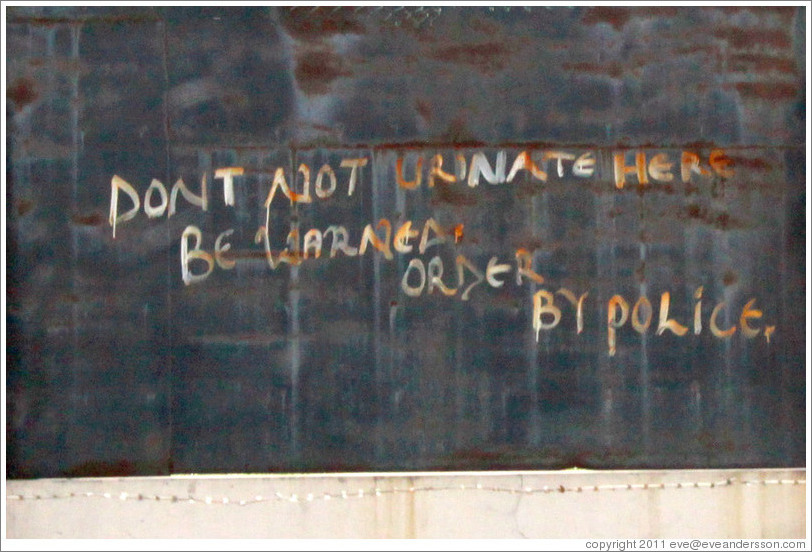 DONT NOT URINATE HERE
BE WARNED.
ORDER
BY POLICE.
copyright 2011 eve@eveandersson.com